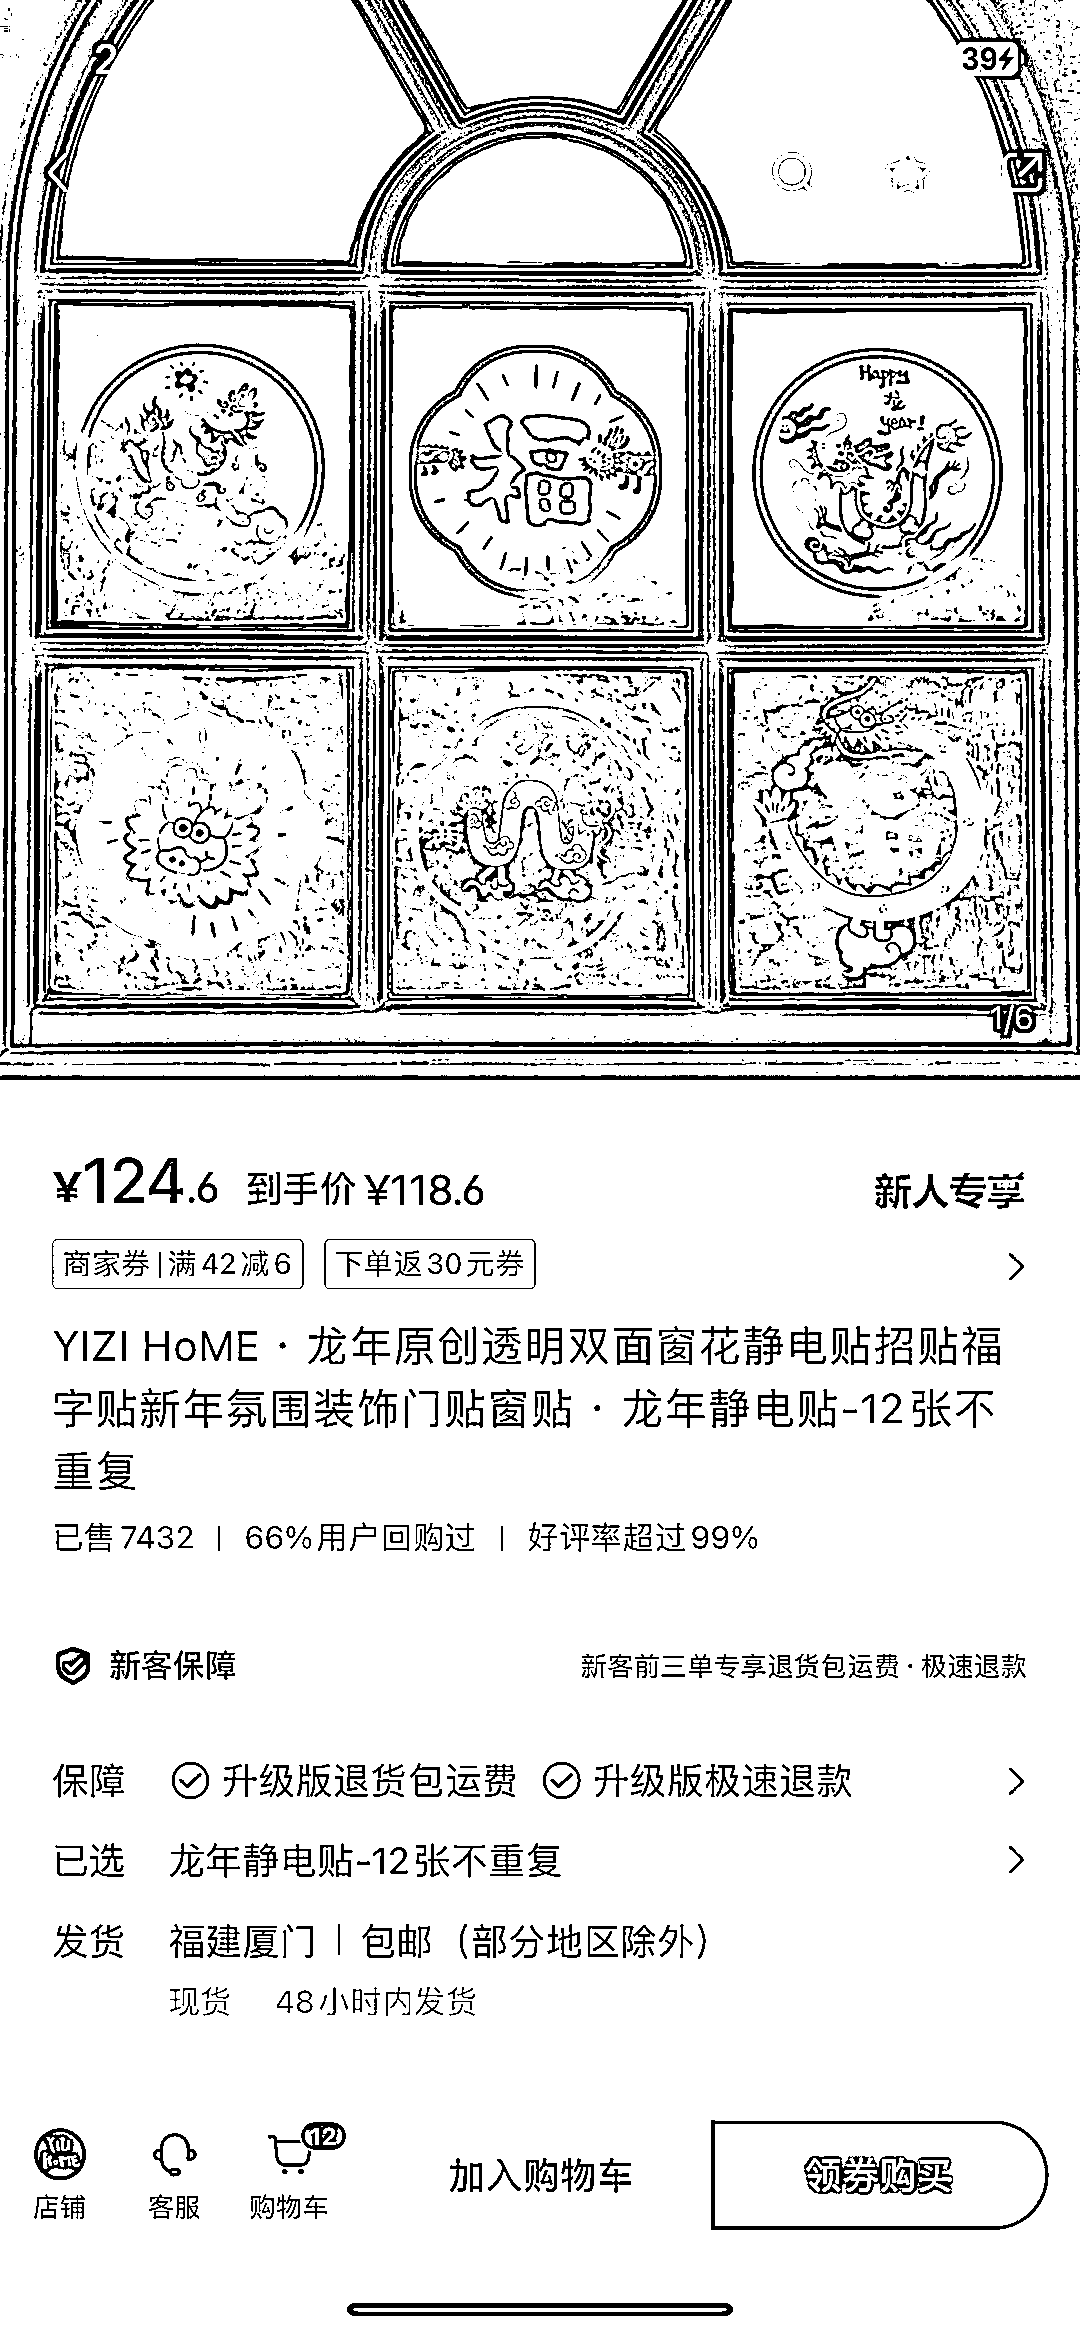 2
39
Happy
龙
year!
福
1/6
¥124.6 到手价 ¥118.6
新人专享
商家券|满42减6
下单返30元券
YIZI HoME · 龙年原创透明双面窗花静电贴招贴福
字贴新年氛围装饰门贴窗贴 · 龙年静电贴-12张不
重复
已售7432 | 66%用户回购过 | 好评率超过99%
新客保障
新客前三单专享退货包运费 · 极速退款
保障 升级版退货包运费 升级版极速退款
已选 龙年静电贴-12张不重复
发货 福建厦门 | 包邮（部分地区除外）
现货 48小时内发货
YIZI
HoME
店铺
客服
12
购物车
加入购物车
领券购买